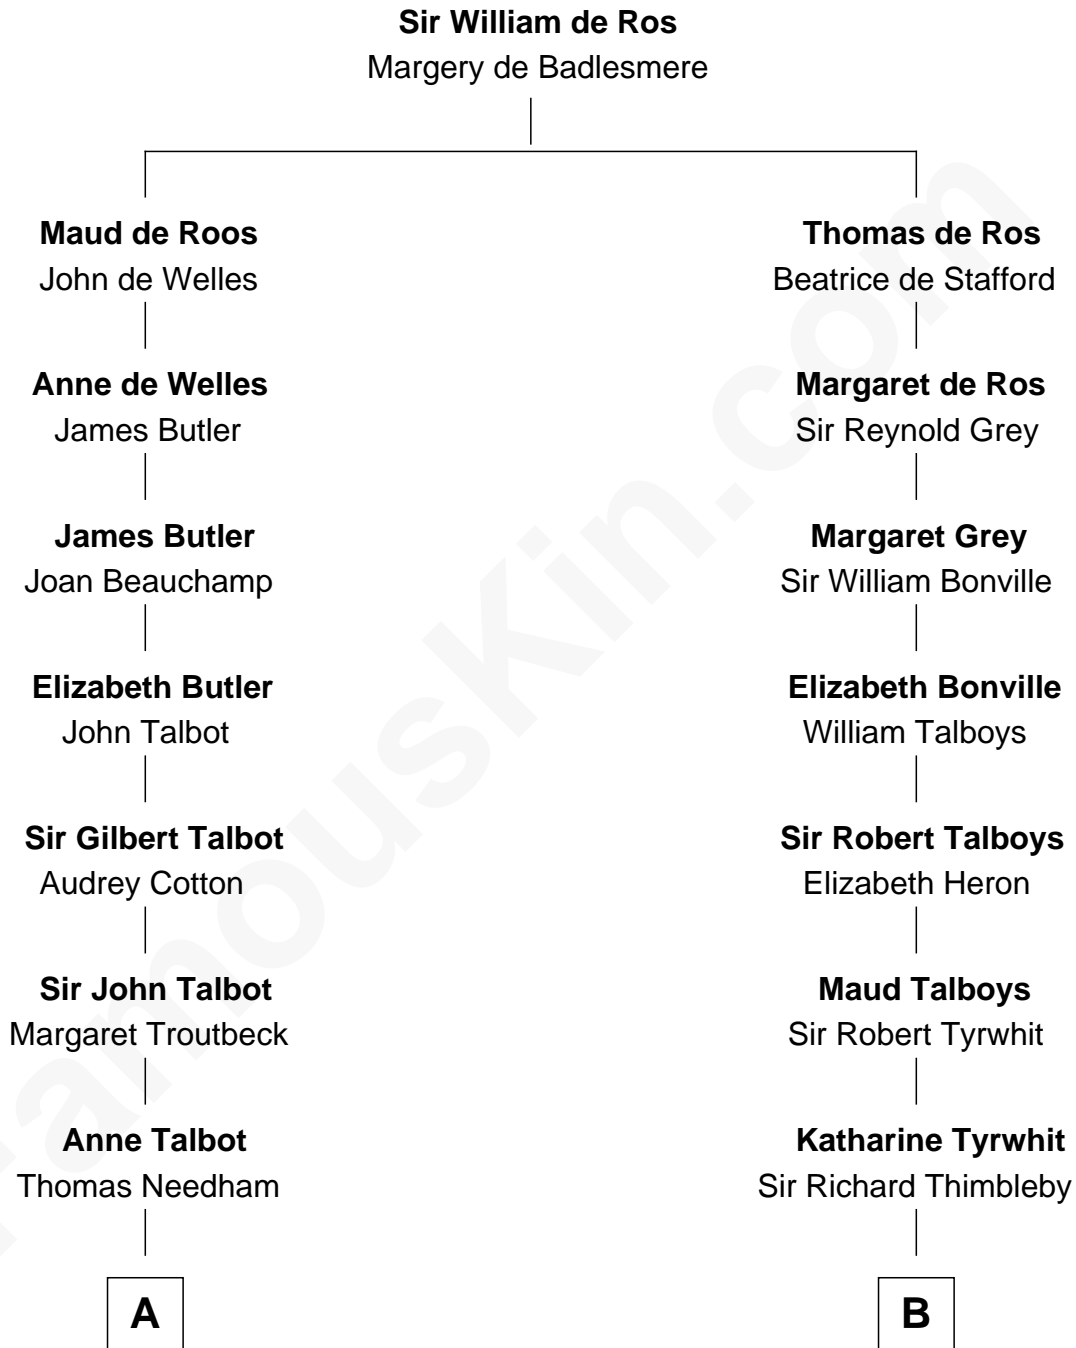 Sir William de Ros
Margery de Badlesmere
Maud de Roos
John de Welles
Thomas de Ros
Beatrice de Stafford
Anne de Welles
James Butler
Margaret de Ros
Sir Reynold Grey
James Butler
Joan Beauchamp
Margaret Grey
Sir William Bonville
Elizabeth Butler
John Talbot
Elizabeth Bonville
William Talboys
Sir Gilbert Talbot
Audrey Cotton
Sir Robert Talboys
Elizabeth Heron
Sir John Talbot
Margaret Troutbeck
Maud Talboys
Sir Robert Tyrwhit
Anne Talbot
Thomas Needham
Katharine Tyrwhit
Sir Richard Thimbleby
A
B
FamousKin.com